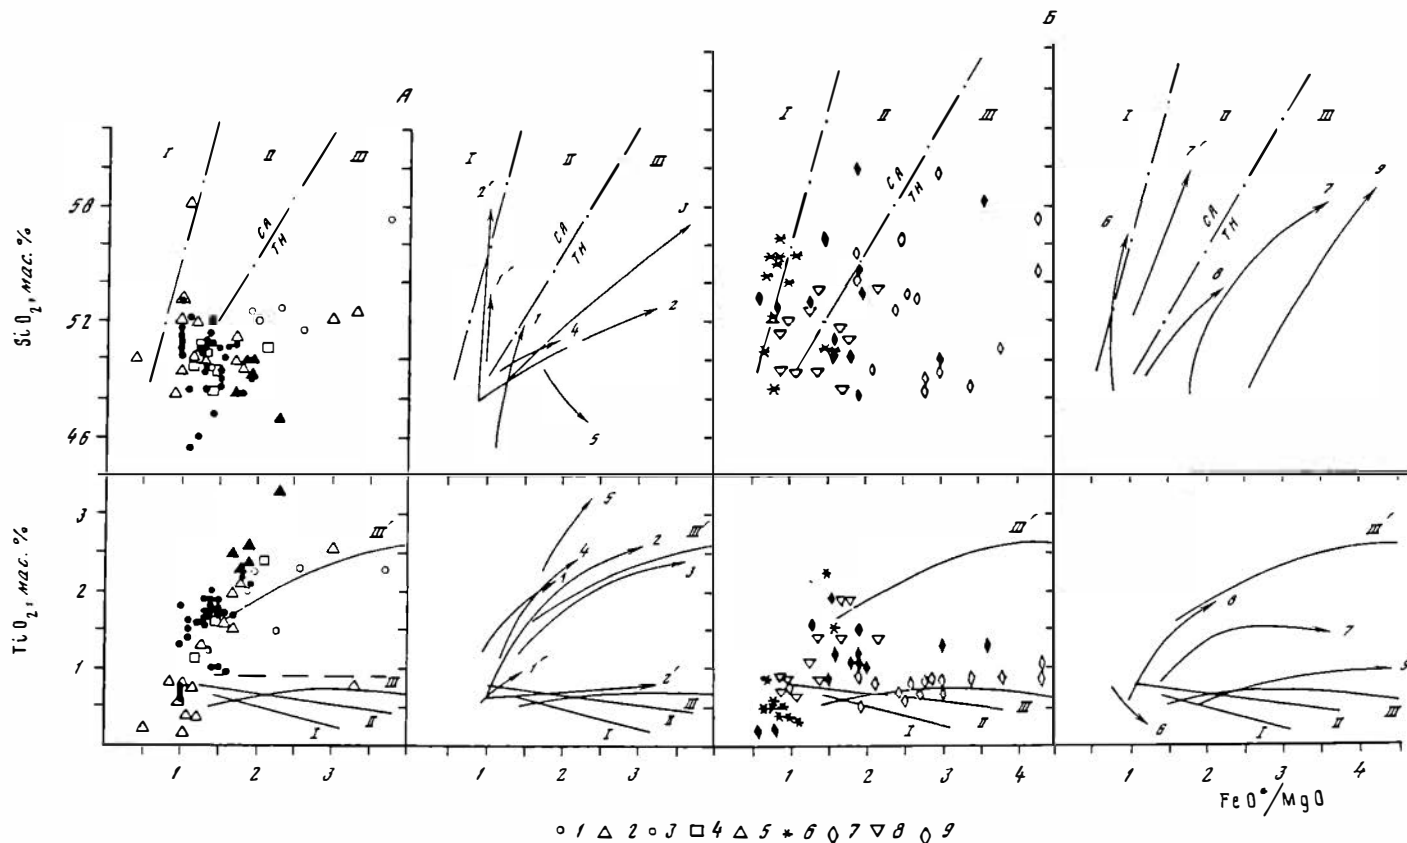 А
Б
I II III
I II III
I II III
I II III
CA
TH
CA
TH
CA
TH
CA
TH
2′
1′
3
1
4
2
5
6
7′
7
8
9
SiO₂, мас. %
58
51
46
TiO₂, мас. %
3
2
1
III′
III
II
I
5
4
2
III′
1
3
1′
2′
III
II
I
III′
III
II
III′
8
7
9
6
III
II
I
1 2 3
1 2 3
1 2 3 4
1 2 3 4
FeO*/MgO
1 2 3 4 5 6 7 8 9